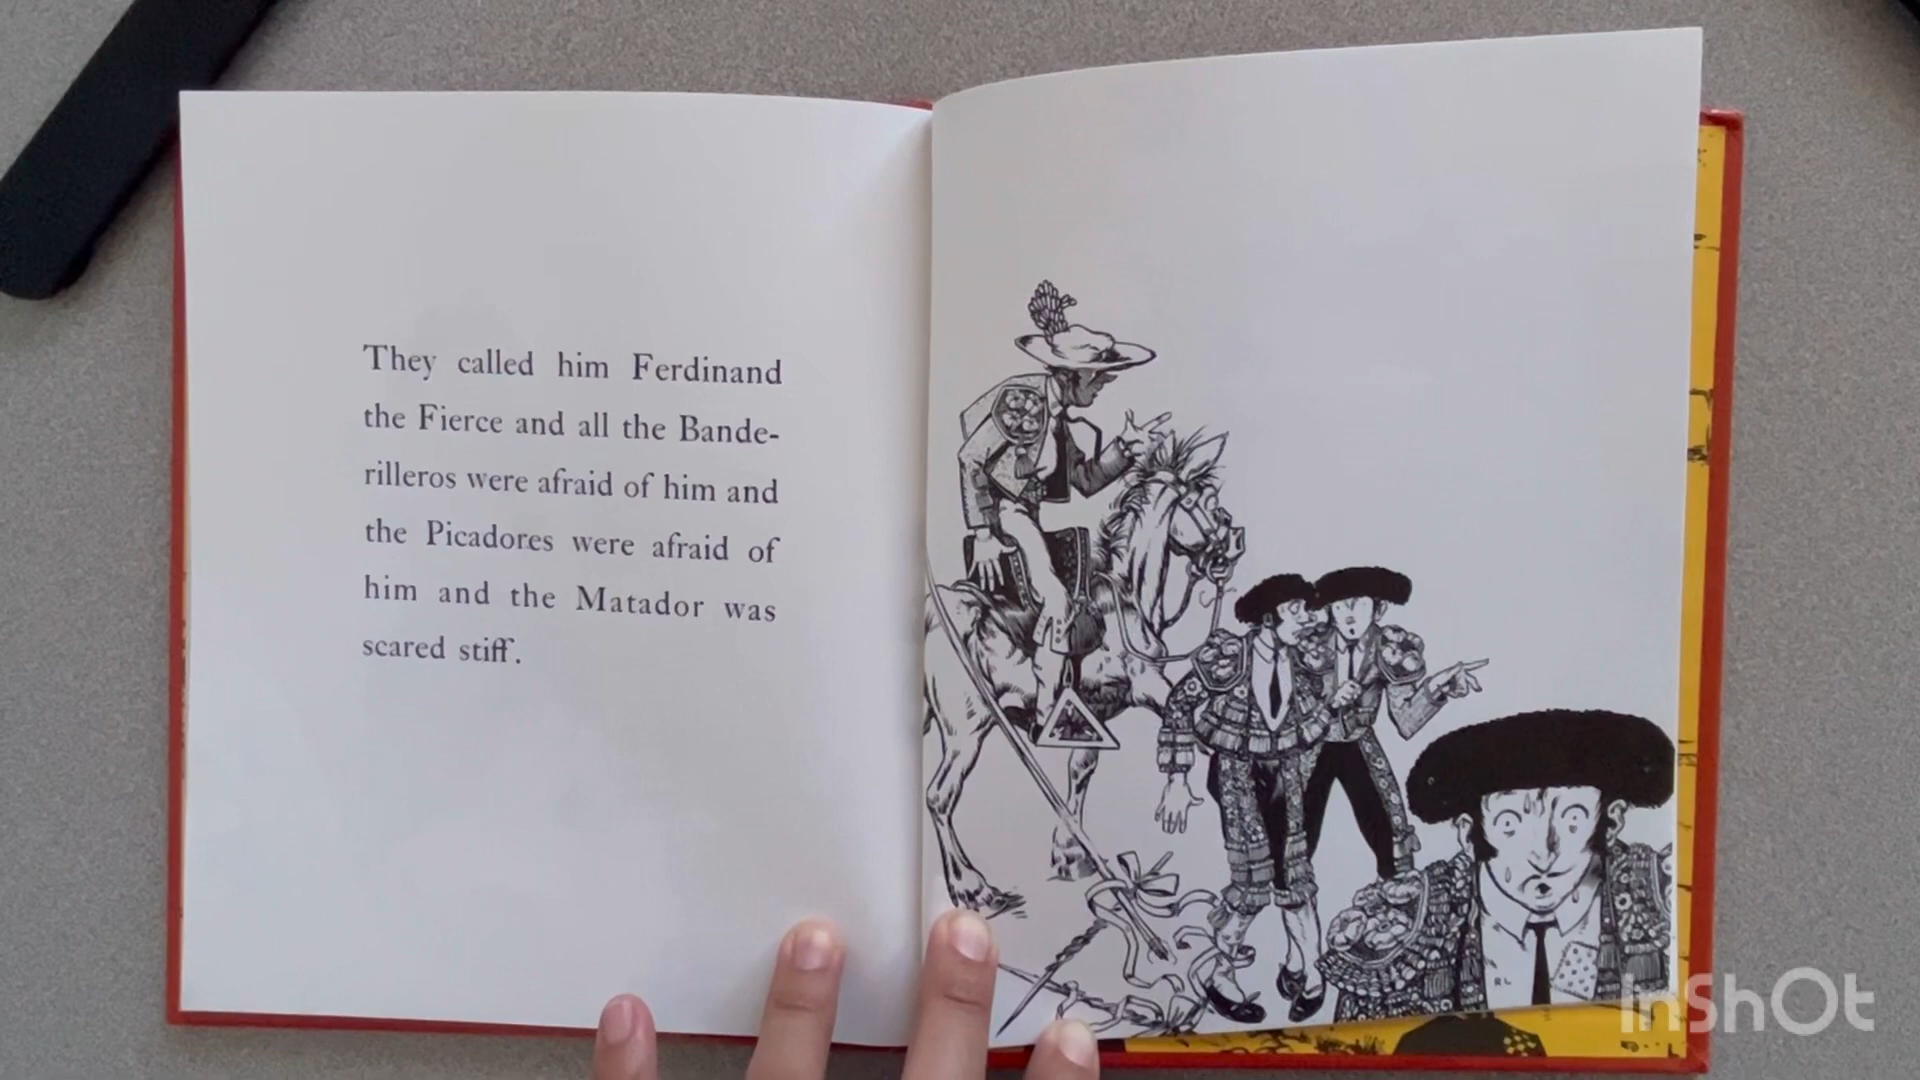 They called him Ferdinand
the Fierce and all the Bande-
rilleros were afraid of him and
the Picadores were afraid of
him and the Matador was
scared stiff.
RL
InShOt